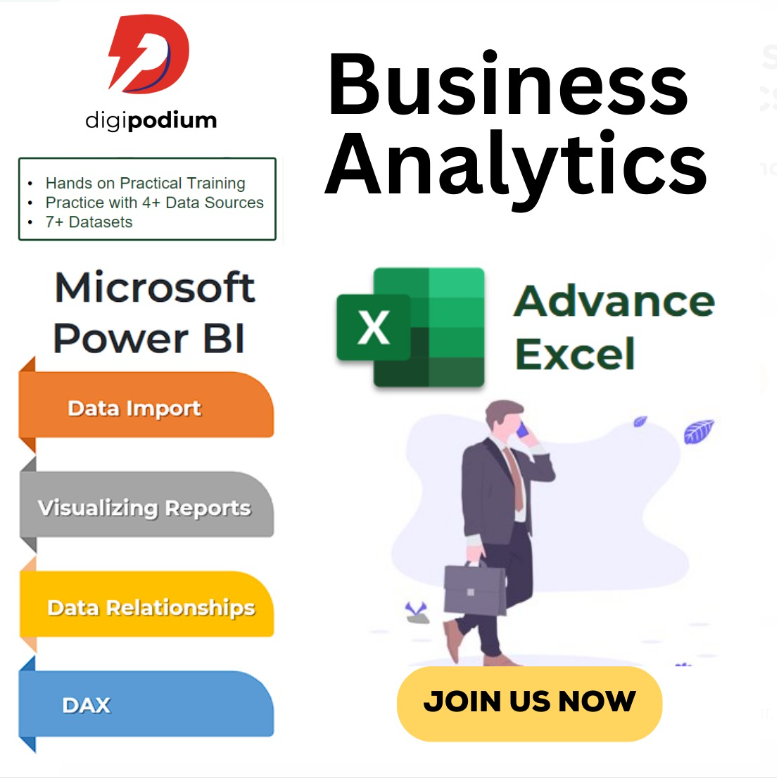 digipodium
Business
Analytics
• Hands on Practical Training
• Practice with 4+ Data Sources
• 7+ Datasets
Microsoft
Power BI
Data Import
Visualizing Reports
Data Relationships
DAX
X
Advance
Excel
JOIN US NOW